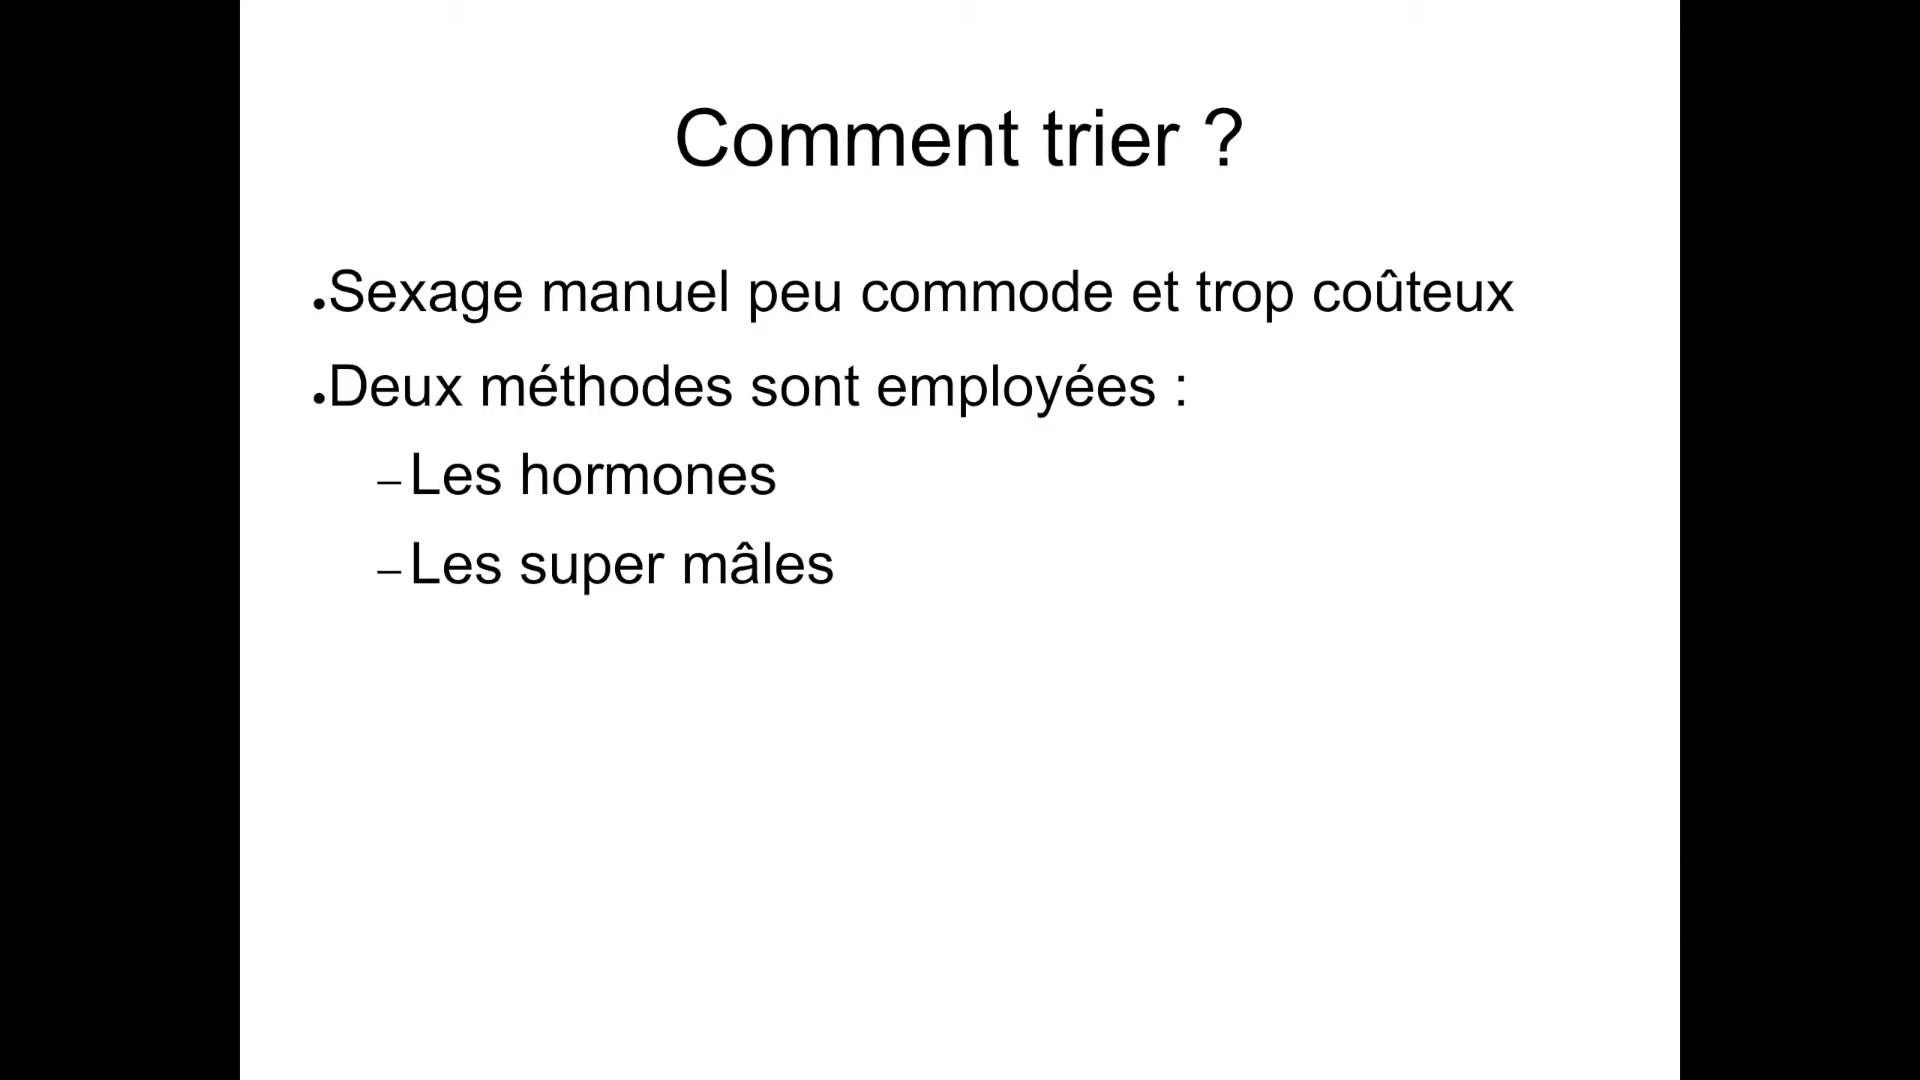 Comment trier ?
●Sexage manuel peu commode et trop coûteux
●Deux méthodes sont employées :
– Les hormones
– Les super mâles